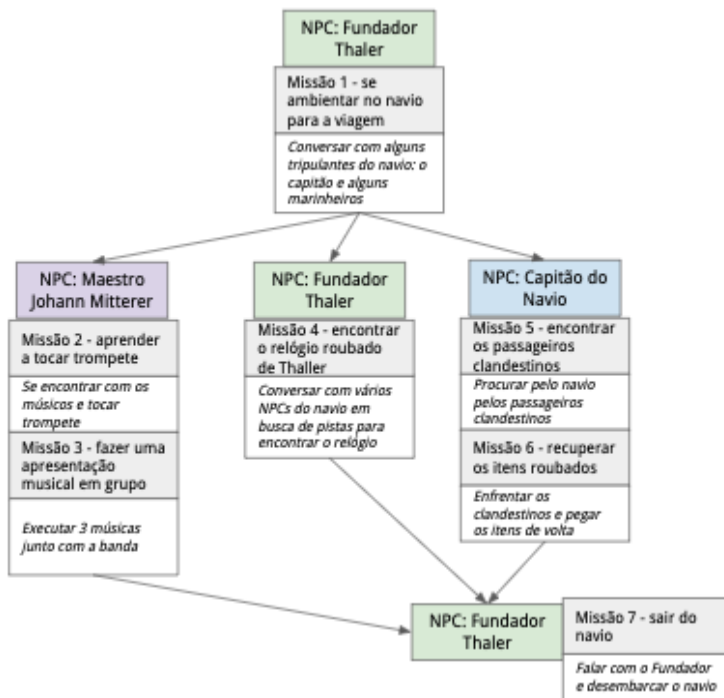 NPC: Fundador
Thaler
Missão 1 - se
ambientar no navio
para a viagem
Conversar com alguns
tripulantes do navio: o
capitão e alguns
marinheiros
NPC: Maestro
Johann Mitterer
Missão 2 - aprender
a tocar trompete
Se encontrar com os
músicos e tocar
trompete
Missão 3 - fazer uma
apresentação
musical em grupo
Executar 3 músicas
junto com a banda
NPC: Fundador
Thaler
Missão 4 - encontrar
o relógio roubado
de Thaller
Conversar com vários
NPCs do navio em
busca de pistas para
encontrar o relógio
NPC: Capitão do
Navio
Missão 5 - encontrar
os passageiros
clandestinos
Procurar pelo navio
pelos passageiros
clandestinos
Missão 6 - recuperar
os itens roubados
Enfrentar os
clandestinos e pegar
os itens de volta
NPC: Fundador
Thaler
Missão 7 - sair do
navio
Falar com o Fundador
e desembarcar o navio